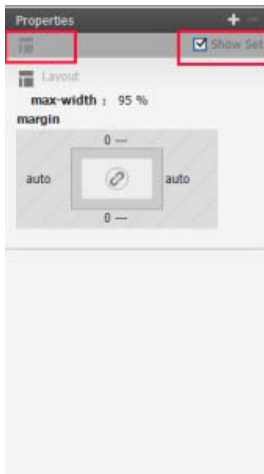 Properties
Show Set
Layout
max-width : 95 %
margin
0 —
auto auto
0 —